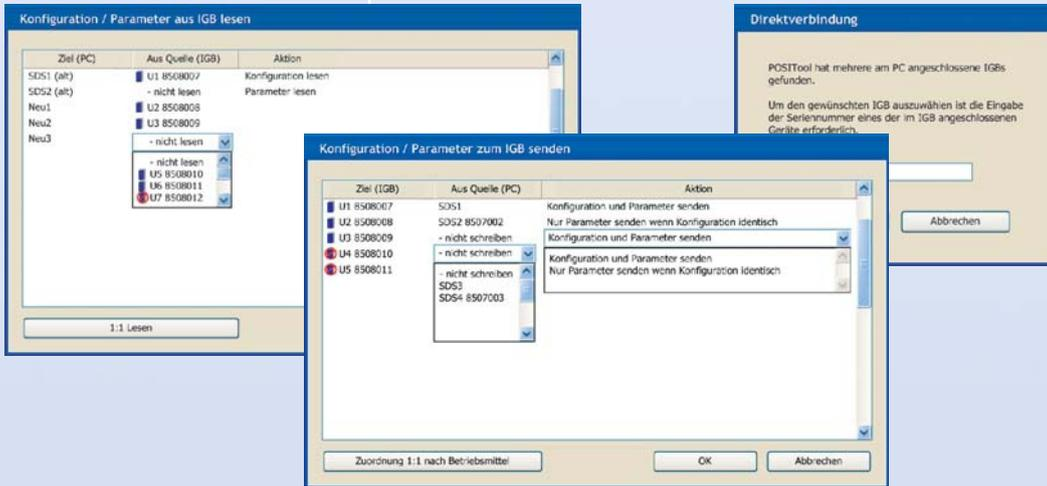 Konfiguration / Parameter aus IGB lesen
Ziel (PC) Aus Quelle (IGB) Aktion
SDS1 (alt) U1 8508007 Konfiguration lesen
SDS2 (alt) - nicht lesen Parameter lesen
Neu1 U2 8508008
Neu2 U3 8508009
Neu3 - nicht lesen
- nicht lesen
U5 8508010
U6 8508011
U7 8508012
1:1 Lesen
Direktverbindung
POSITool hat mehrere am PC angeschlossene IGBs
gefunden.
Um den gewünschten IGB auszuwählen ist die Eingabe
der Seriennummer eines der im IGB angeschlossenen
Geräte erforderlich.
Abbrechen
Konfiguration / Parameter zum IGB senden
Ziel (IGB) Aus Quelle (PC) Aktion
U1 8508007 SDS1 Konfiguration und Parameter senden
U2 8508008 SDS2 8507002 Nur Parameter senden wenn Konfiguration identisch
U3 8508009 - nicht schreiben Konfiguration und Parameter senden
U4 8508010 - nicht schreiben Konfiguration und Parameter senden
U5 8508011 - nicht schreiben Nur Parameter senden wenn Konfiguration identisch
SDS3
SDS4 8507003
Zuordnung 1:1 nach Betriebsmittel OK Abbrechen